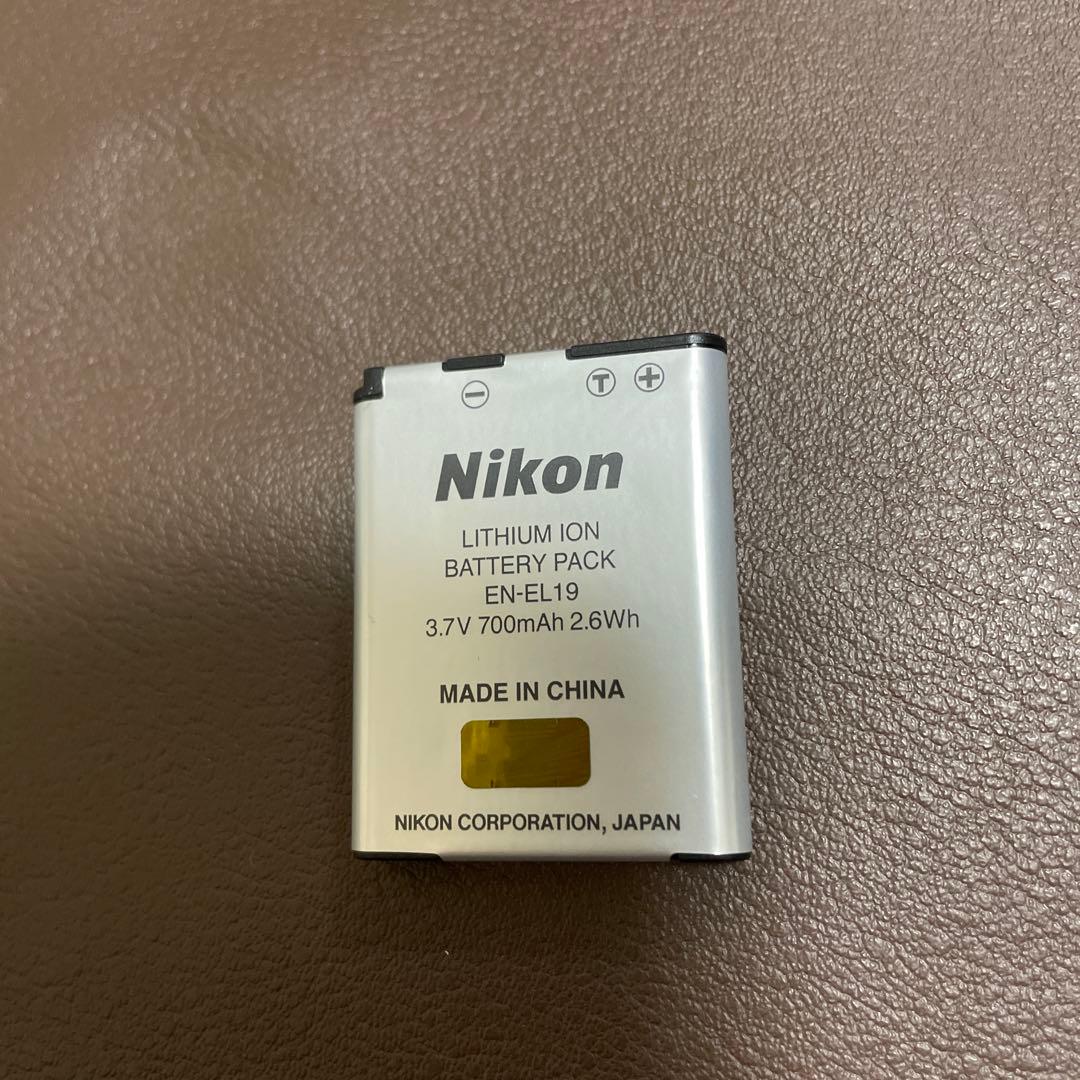 ⊖ Ⓣ ⊕
Nikon
LITHIUM ION
BATTERY PACK
EN-EL19
3.7V 700mAh 2.6Wh
MADE IN CHINA
NIKON CORPORATION, JAPAN